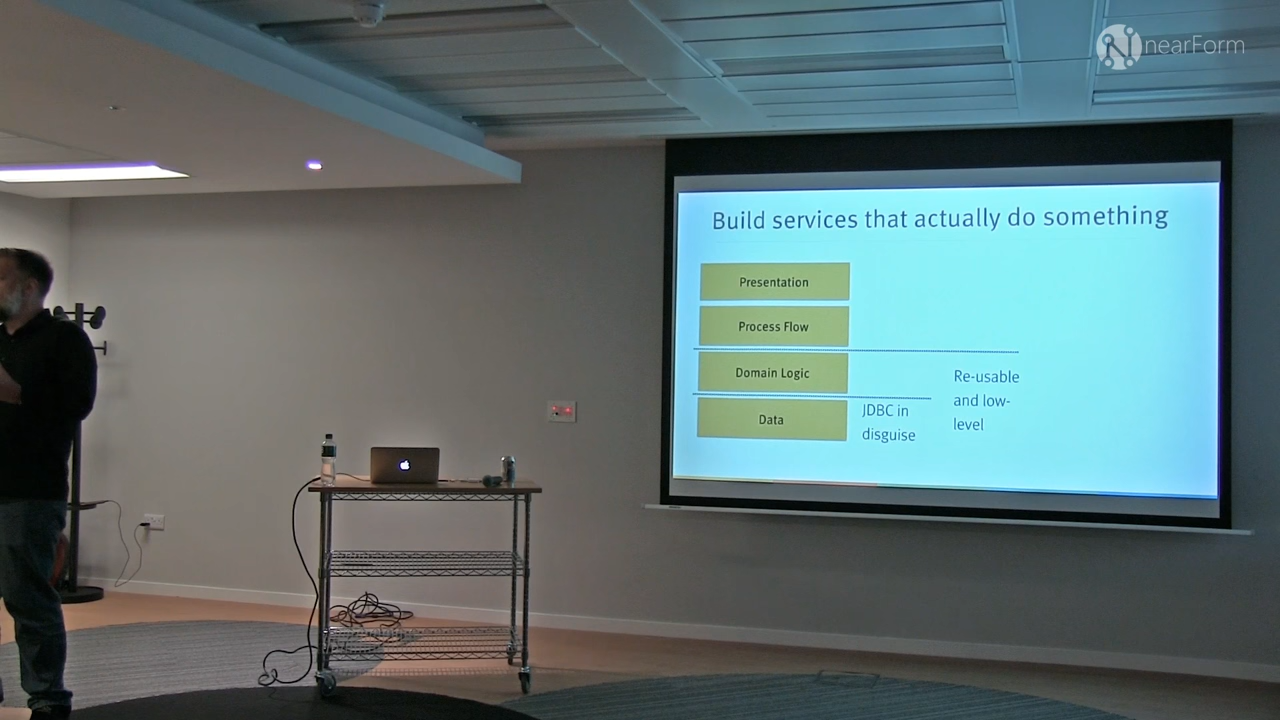 nearForm
Build services that actually do something
Presentation
Process Flow
Domain Logic
Data
JDBC in
disguise
Re-usable
and low-
level